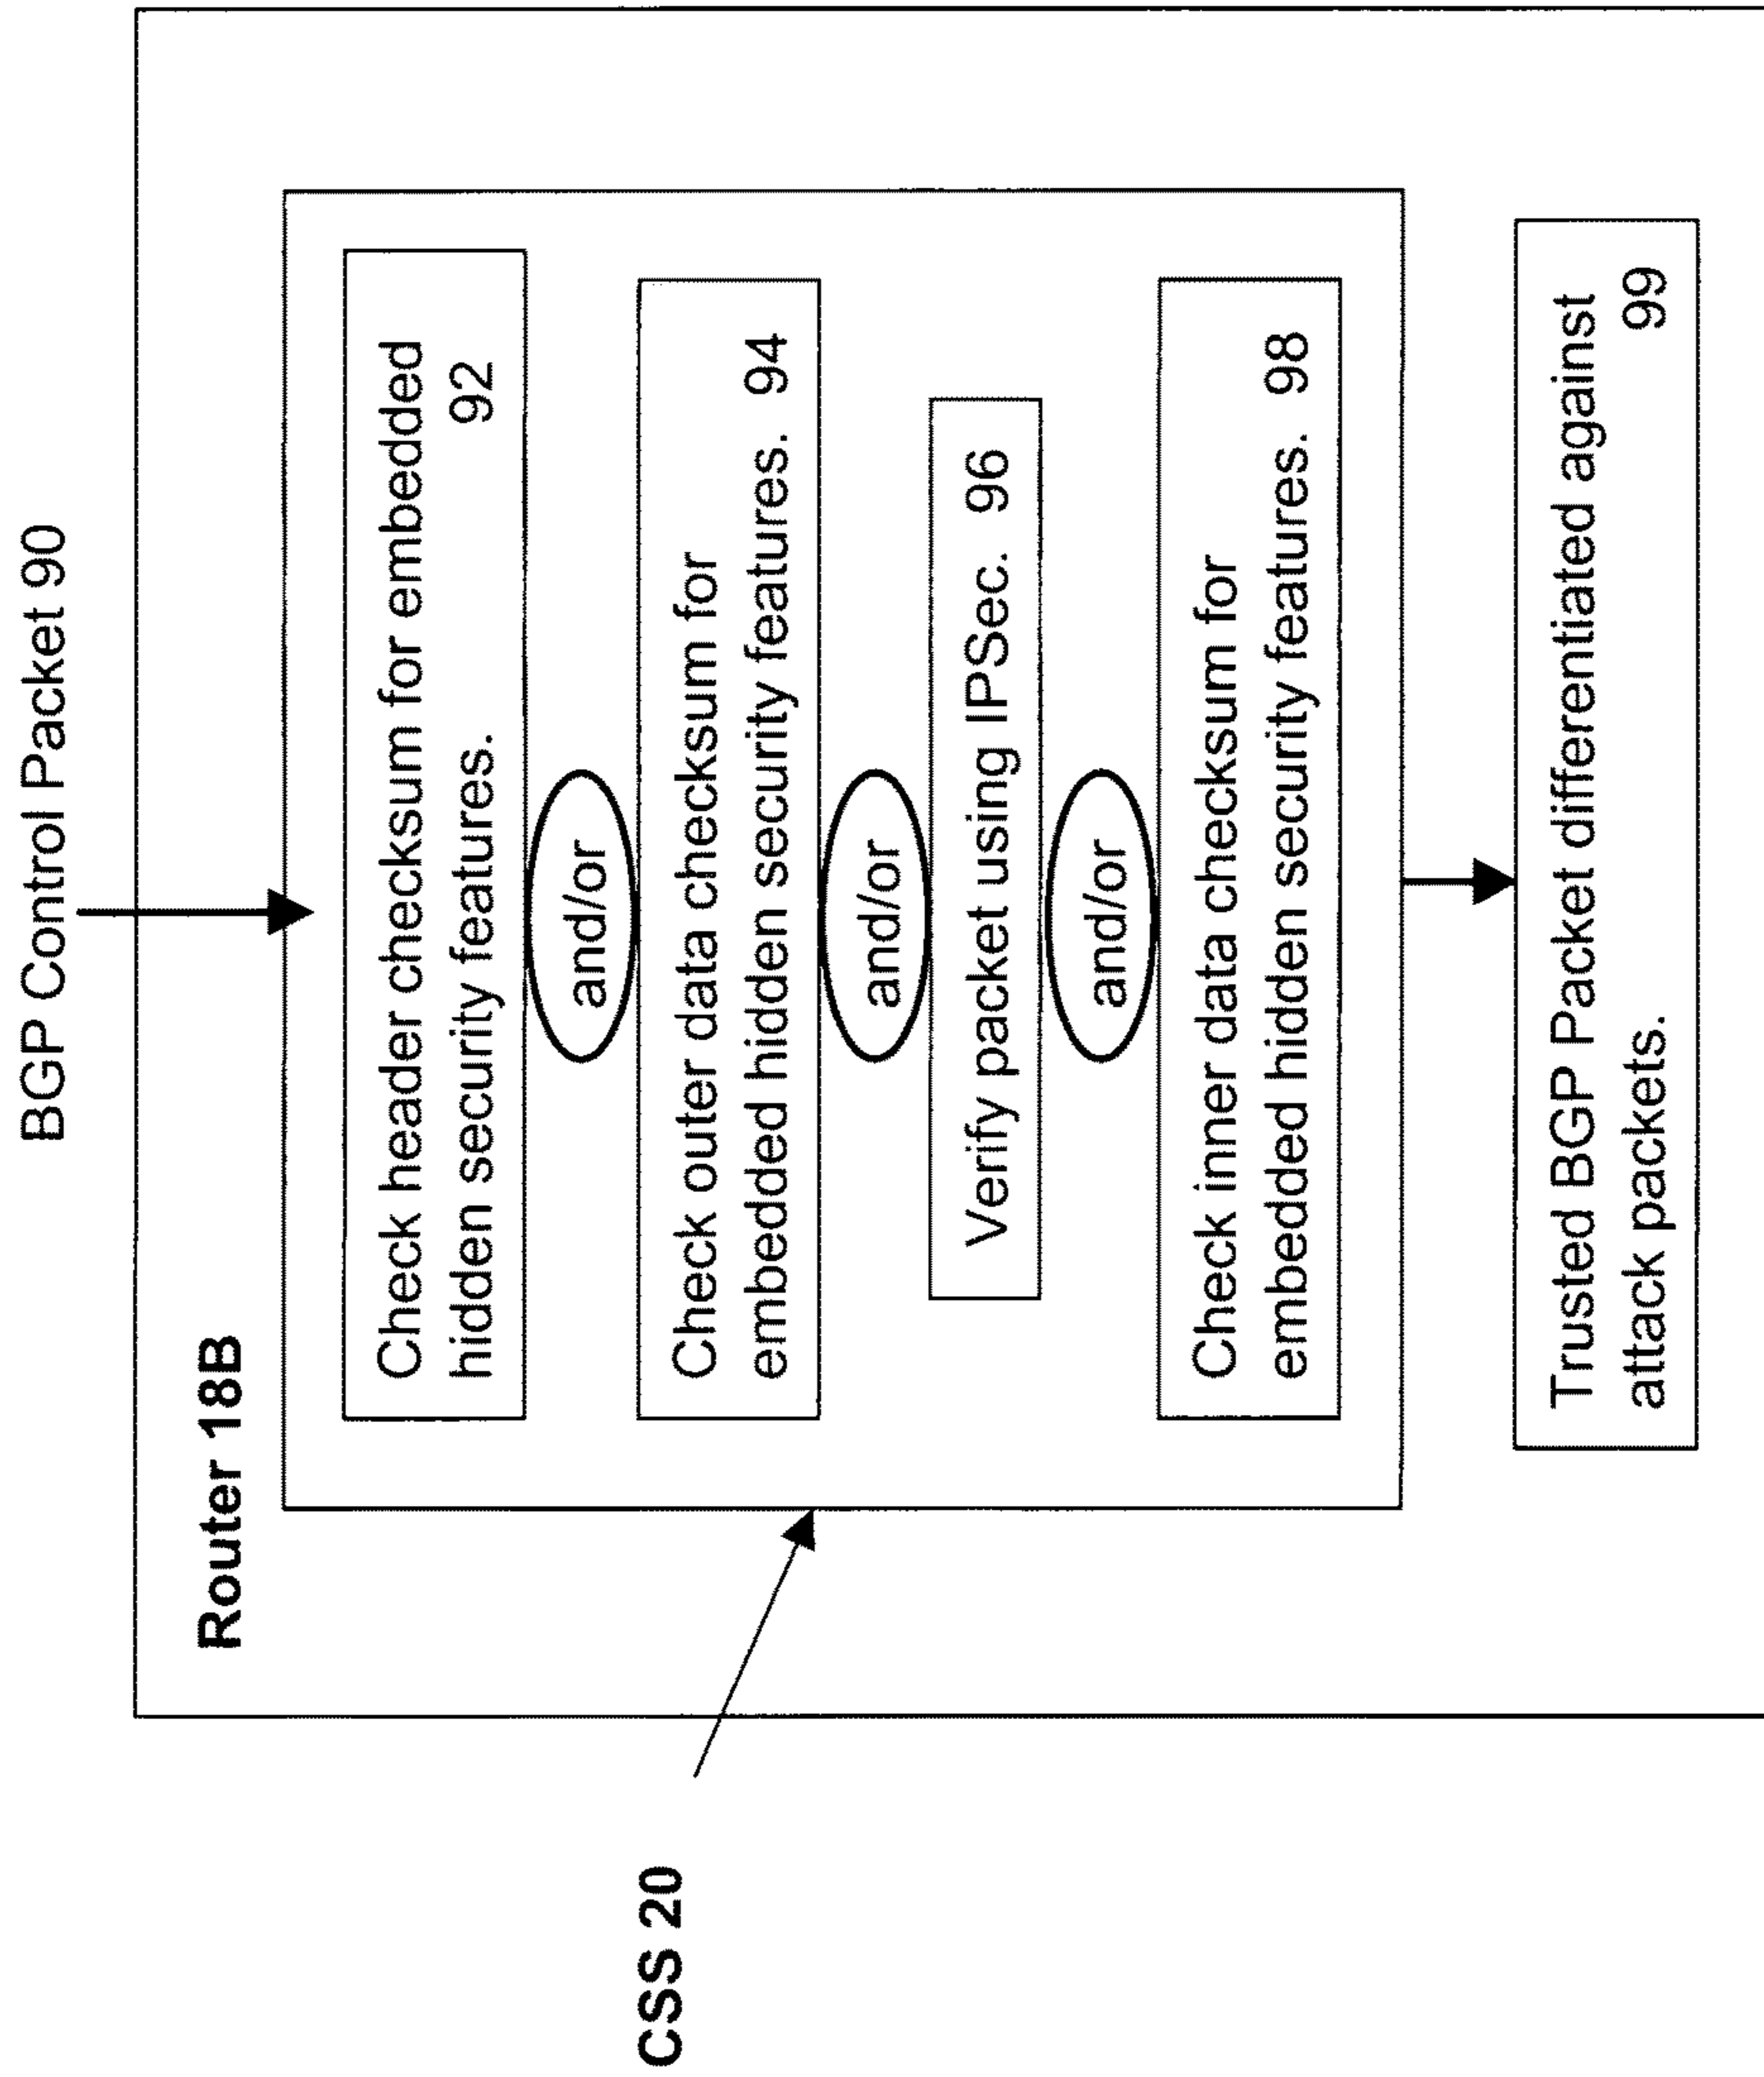 BGP Control Packet 90
Router 18B
Check header checksum for embedded
hidden security features. 92
and/or
Check outer data checksum for
embedded hidden security features. 94
and/or
Verify packet using IPSec. 96
and/or
Check inner data checksum for
embedded hidden security features. 98
CSS 20
Trusted BGP Packet differentiated against
attack packets. 99